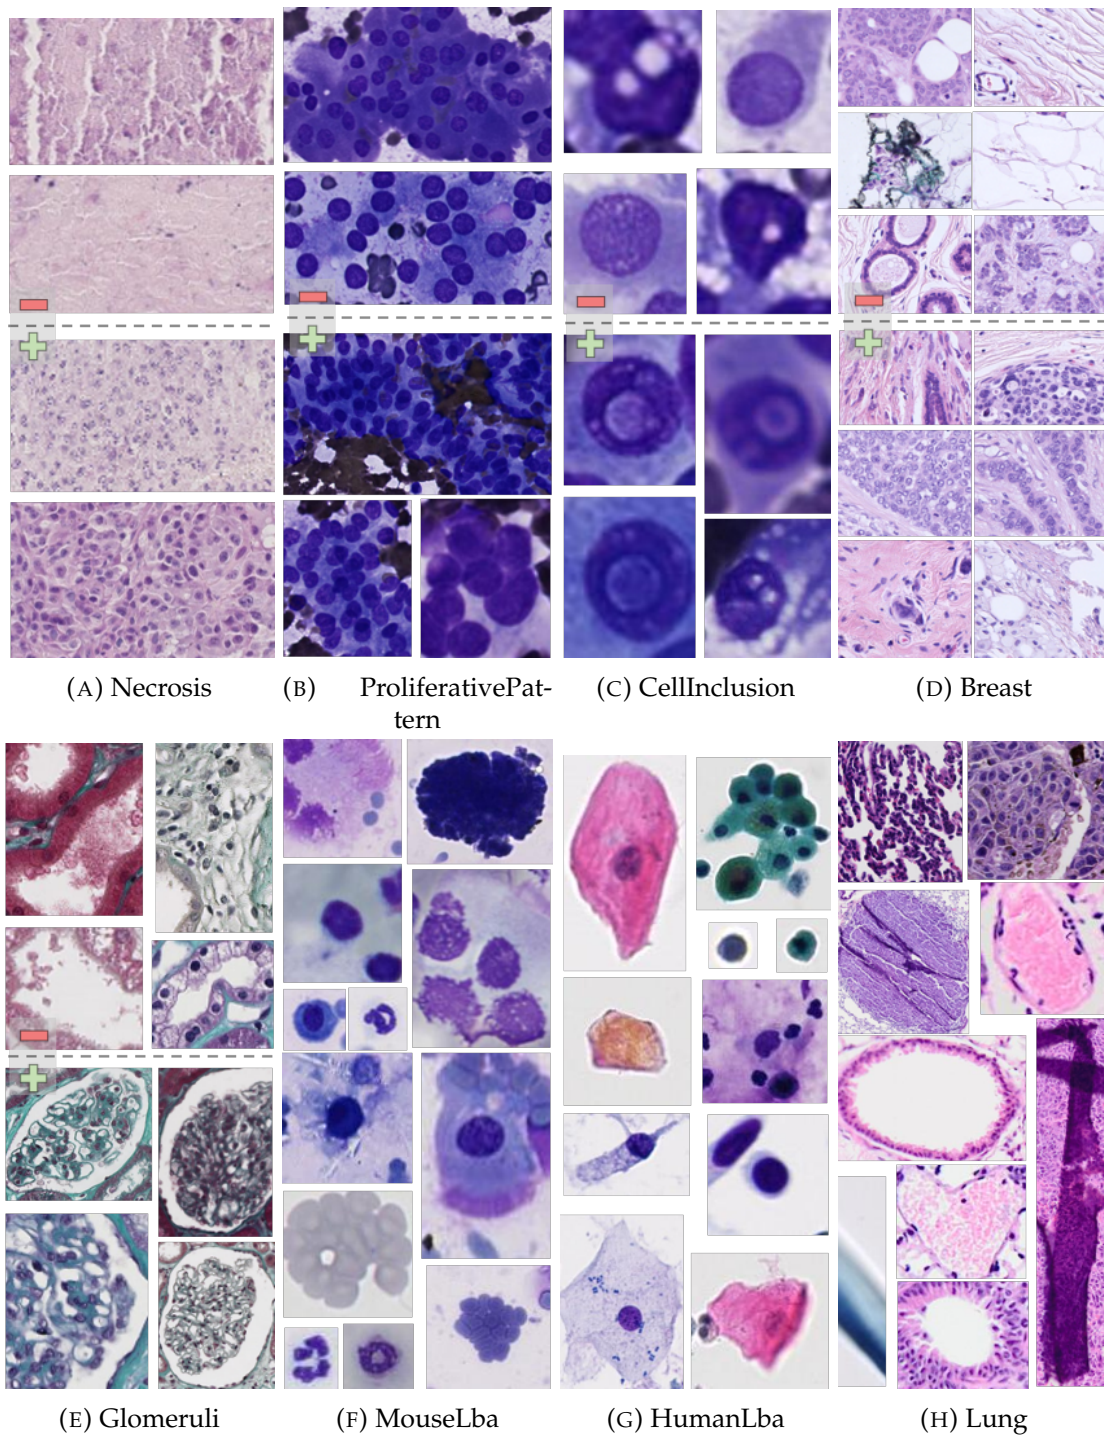 (A) Necrosis
(B) ProliferativePat-
tern
(C) CellInclusion
(D) Breast
(E) Glomeruli
(F) MouseLba
(G) HumanLba
(H) Lung